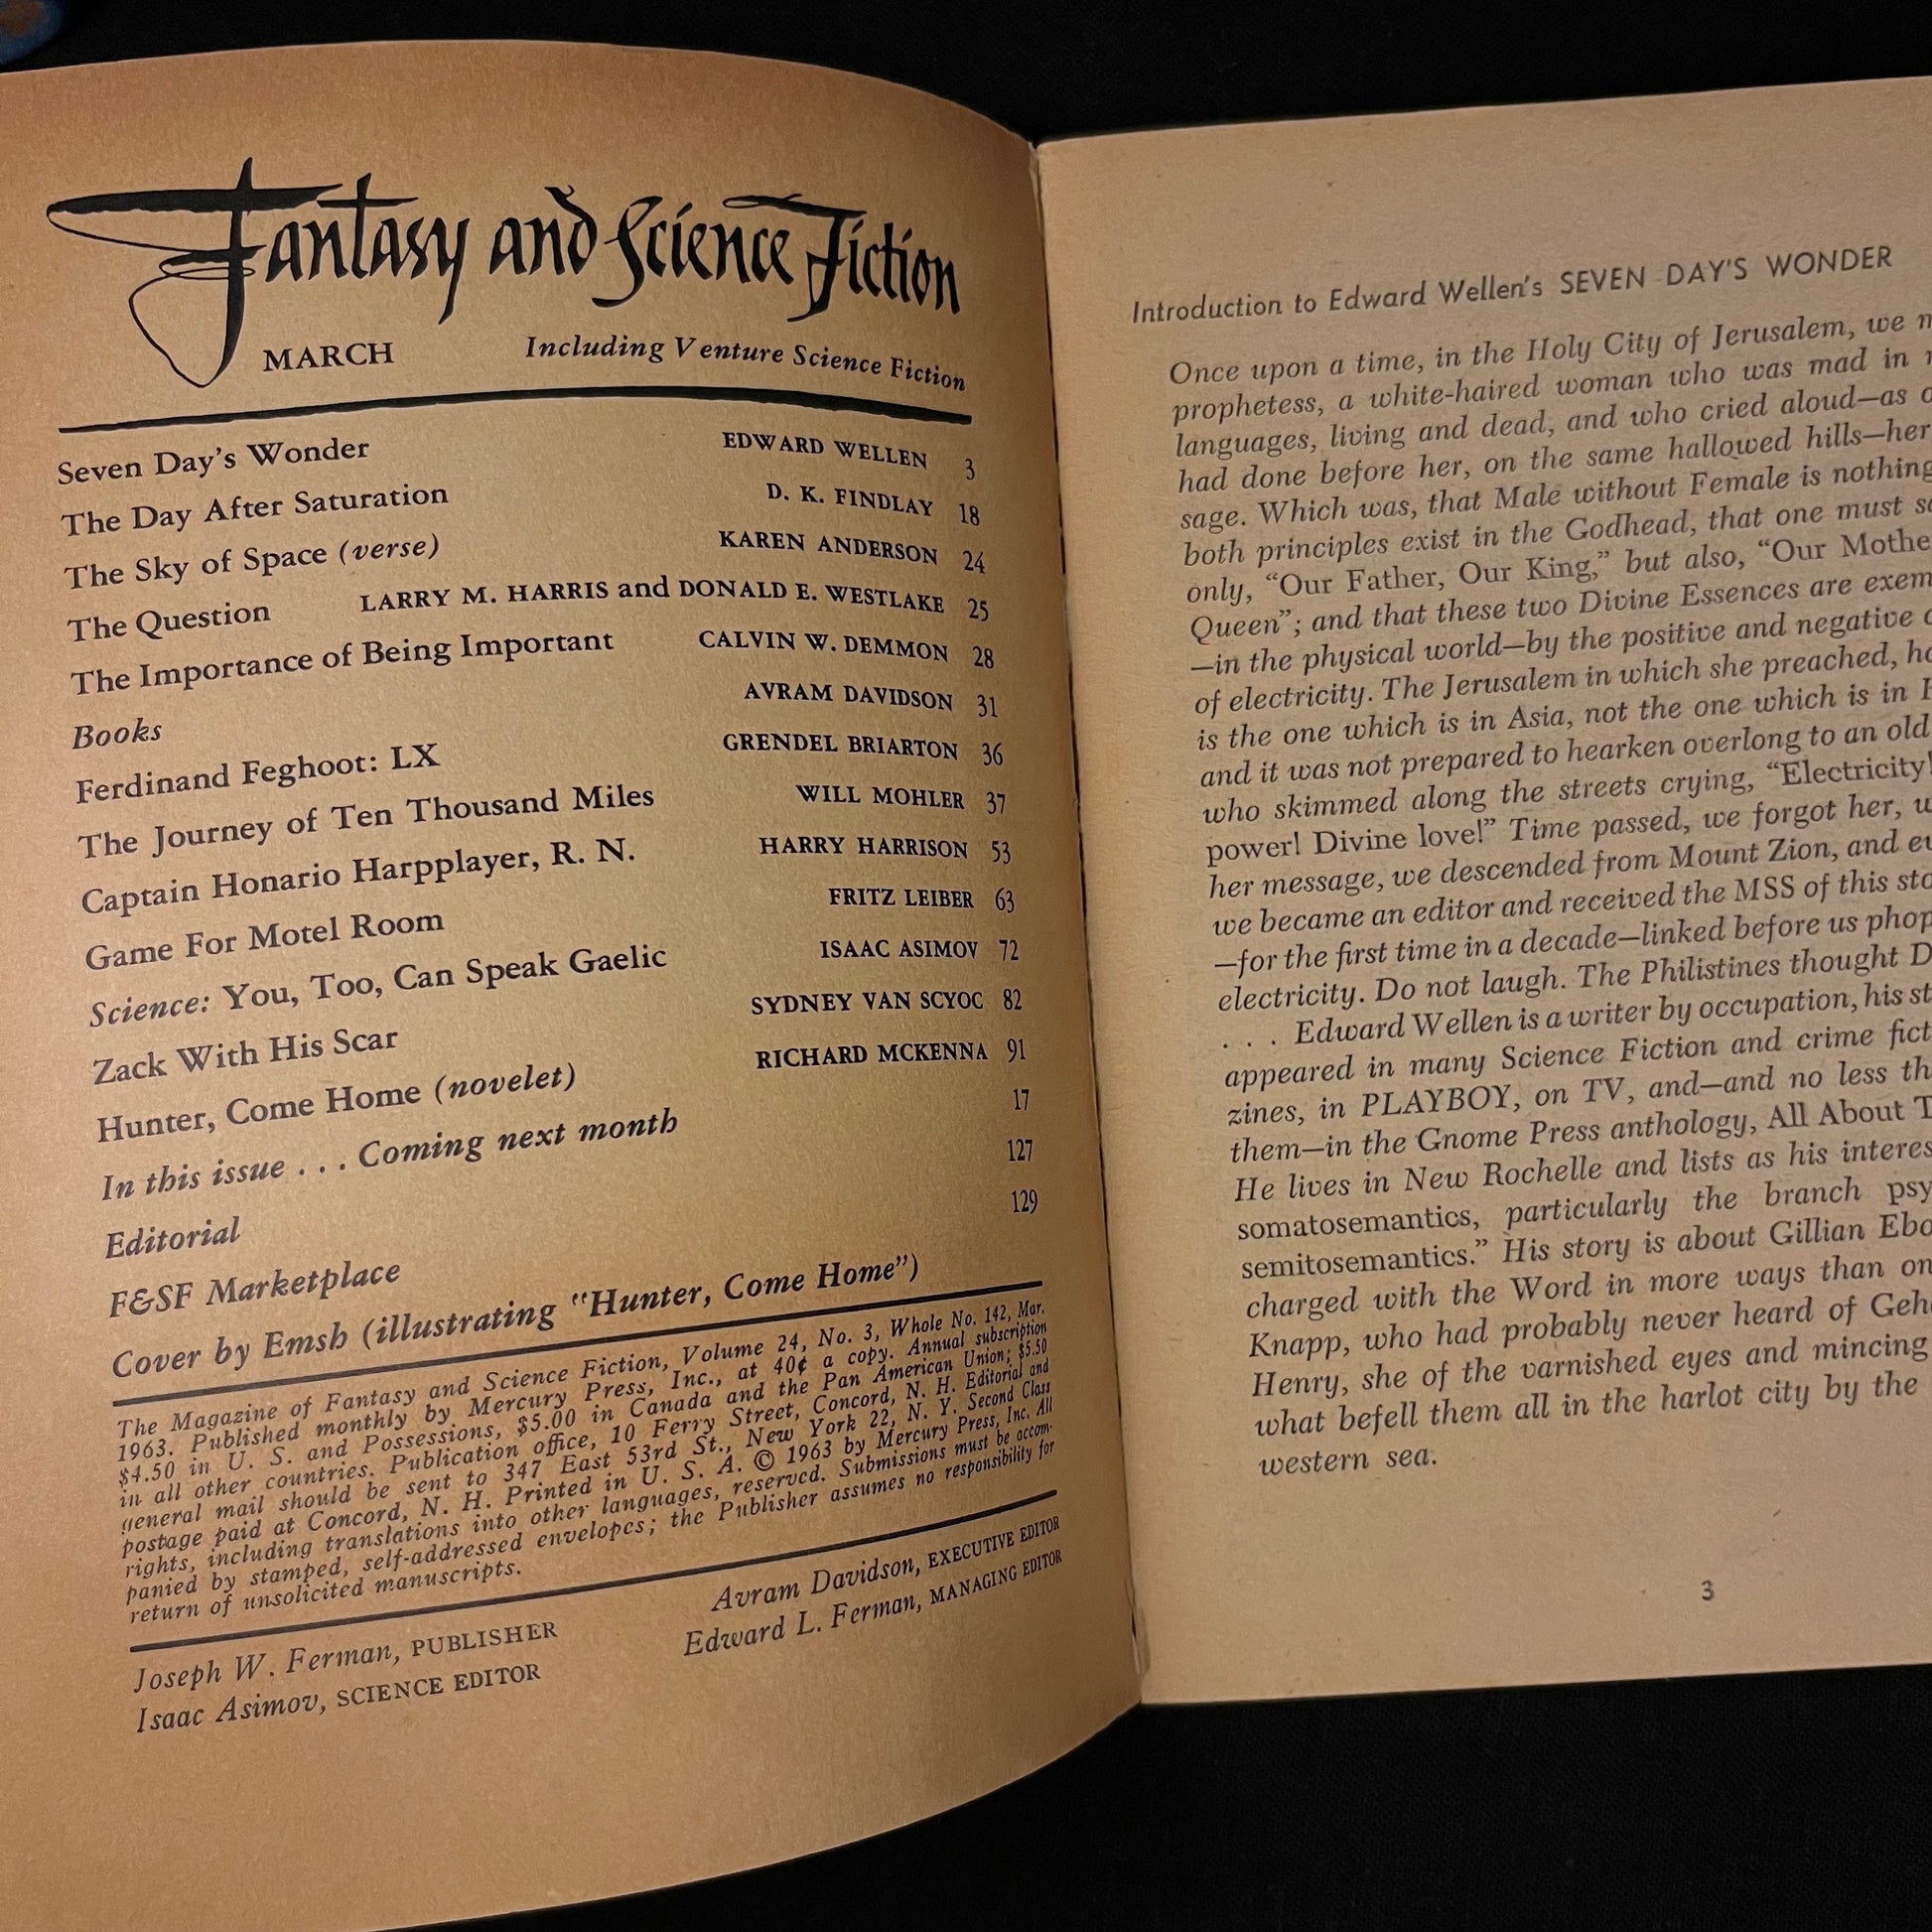 Fantasy and Science Fiction
MARCH Including Venture Science Fiction
Seven Day's Wonder EDWARD WELLEN 3
The Day After Saturation D. K. FINDLAY 18
The Sky of Space (verse) KAREN ANDERSON 24
The Question LARRY M. HARRIS and DONALD E. WESTLAKE 25
The Importance of Being Important CALVIN W. DEMMON 28
Books AVRAM DAVIDSON 31
Ferdinand Feghoot: LX GRENDEL BRIARTON 36
The Journey of Ten Thousand Miles WILL MOHLER 37
Captain Honario Harpplayer, R. N. HARRY HARRISON 53
Game For Motel Room FRITZ LEIBER 63
Science: You, Too, Can Speak Gaelic ISAAC ASIMOV 72
Zack With His Scar SYDNEY VAN SCYOC 82
Hunter, Come Home (novelet) RICHARD MCKENNA 91
In this issue . . . Coming next month 17
Editorial 127
F&SF Marketplace 129
Cover by Emsh (illustrating "Hunter, Come Home")
The Magazine of Fantasy and Science Fiction, Volume 24, No. 3, Whole No. 142, Mar.
1963. Published monthly by Mercury Press, Inc., at 40¢ a copy. Annual subscription
$4.50 in U. S. and Possessions, $5.00 in Canada and the Pan American Union; $5.50
in all other countries. Publication office, 10 Ferry Street, Concord, N. H. Editorial and
general mail should be sent to 347 East 53rd St., New York 22, N. Y. Second Class
postage paid at Concord, N. H. Printed in U. S. A. © 1963 by Mercury Press, Inc. All
rights, including translations into other languages, reserved. Submissions must be accom-
panied by stamped, self-addressed envelopes; the Publisher assumes no responsibility for
return of unsolicited manuscripts.
Joseph W. Ferman, PUBLISHER Avram Davidson, EXECUTIVE EDITOR
Isaac Asimov, SCIENCE EDITOR Edward L. Ferman, MANAGING EDITOR
Introduction to Edward Wellen's SEVEN DAY'S WONDER
Once upon a time, in the Holy City of Jerusalem, we
prophetess, a white-haired woman who was mad in
languages, living and dead, and who cried aloud—as
had done before her, on the same hallowed hills—her
sage. Which was, that Male without Female is nothing
both principles exist in the Godhead, that one must
only, "Our Father, Our King," but also, "Our Mother
Queen"; and that these two Divine Essences are
—in the physical world—by the positive and negative
of electricity. The Jerusalem in which she preached,
is the one which is in Asia, not the one which is in
and it was not prepared to hearken overlong to an old
who skimmed along the streets crying, "Electricity!
power! Divine love!" Time passed, we forgot her,
her message, we descended from Mount Zion, and
we became an editor and received the MSS of this
—for the first time in a decade—linked before us
electricity. Do not laugh. The Philistines thought
. . . Edward Wellen is a writer by occupation, his
appeared in many Science Fiction and crime
zines, in PLAYBOY, on TV, and—and no less
them—in the Gnome Press anthology, All About
He lives in New Rochelle and lists as his
somatosemantics, particularly the branch
semitosemantics." His story is about Gillian
charged with the Word in more ways than
Knapp, who had probably never heard of
Henry, she of the varnished eyes and mincing
what befell them all in the harlot city by the
western sea.
3